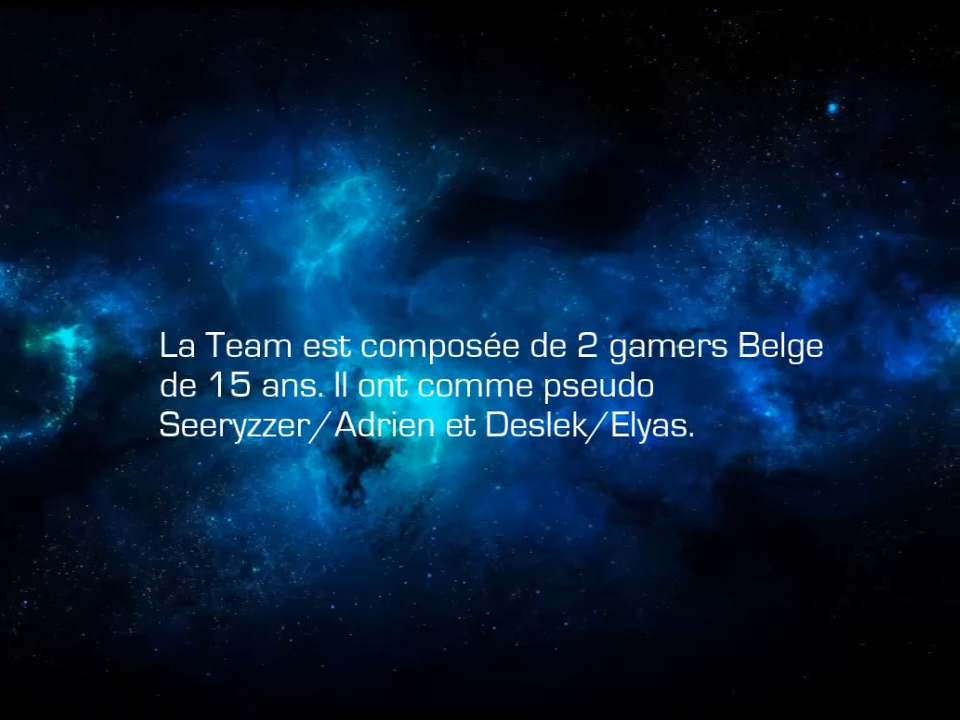 La Team est composée de 2 gamers Belge
de 15 ans. Il ont comme pseudo
Seeryzzer/Adrien et Deslek/Elyas.